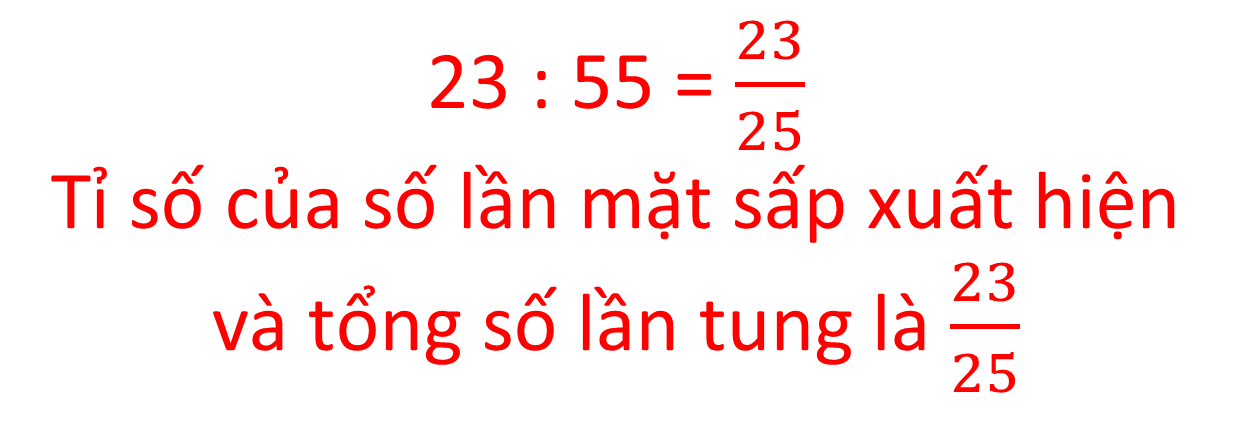 23 : 55 = 23/25
Tỉ số của số lần mặt sấp xuất hiện
và tổng số lần tung là 23/25